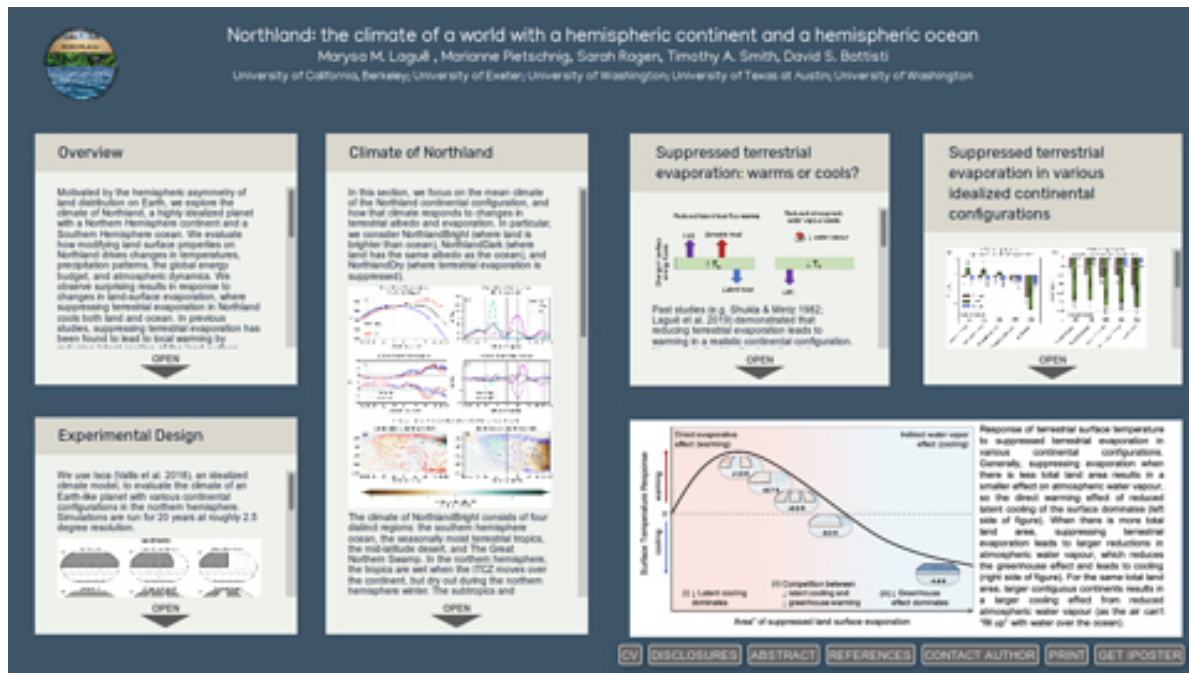 Northland: the climate of a world with a hemispheric continent and a hemispheric ocean
Marysa M. Laguë , Marianne Pietschnig, Sarah Ragen, Timothy A. Smith, David S. Battisti
University of California, Berkeley; University of Exeter; University of Washington; University of Texas at Austin; University of Washington
Overview
Motivated by the hemispheric asymmetry of
land distribution on Earth, we explore the
climate of Northland, a highly idealized planet
with a Northern Hemisphere continent and a
Southern Hemisphere ocean. We evaluate
how modifying land surface properties on
Northland drives changes in temperatures,
precipitation patterns, the global energy
budget, and atmospheric dynamics. We
observe surprising results in response to
changes in land-surface evaporation, where
suppressing terrestrial evaporation in Northland
cools both land and ocean. In previous
studies, suppressing terrestrial evaporation has
been found to lead to local warming by
OPEN
Experimental Design
We use Isca (Vallis et al. 2018), an idealized
climate model, to evaluate the climate of an
Earth-like planet with various continental
configurations in the northern hemisphere.
Simulations are run for 20 years at roughly 2.5
degree resolution.
OPEN
Climate of Northland
In this section, we focus on the mean climate
of the Northland continental configuration, and
how that climate responds to changes in
terrestrial albedo and evaporation. In particular,
we consider NorthlandBright (where land is
brighter than ocean), NorthlandDark (where
land has the same albedo as the ocean), and
NorthlandDry (where terrestrial evaporation is
suppressed).
The climate of NorthlandBright consists of four
distinct regions: the southern hemisphere
ocean, the seasonally moist terrestrial tropics,
the mid-latitude desert, and The Great
Northern Swamp. In the northern hemisphere,
the tropics are wet when the ITCZ moves over
the continent, but dry out during the northern
hemisphere winter. The subtropics and
OPEN
Suppressed terrestrial
evaporation: warms or cools?
Past studies (e.g. Shukla & Mintz 1982;
Laguë et al. 2019) demonstrated that
reducing terrestrial evaporation leads to
warming in a realistic continental configuration.
OPEN
Suppressed terrestrial
evaporation in various
idealized continental
configurations
OPEN
Direct evaporative
effect (warming)
Indirect water vapor
effect (cooling)
Surface Temperature Response
warming
cooling
0
(i) ↓ Latent cooling
dominates
(ii) Competition between
↓ latent cooling and
↓ greenhouse warming
(iii) ↓ Greenhouse
effect dominates
Area* of suppressed land surface evaporation
Response of terrestrial surface temperature
to suppressed terrestrial evaporation in
various continental configurations.
Generally, suppressing evaporation when
there is less total land area results in a
smaller effect on atmospheric water vapour,
so the direct warming effect of reduced
latent cooling of the surface dominates (left
side of figure). When there is more total
land area, suppressing terrestrial
evaporation leads to larger reductions in
atmospheric water vapour, which reduces
the greenhouse effect and leads to cooling
(right side of figure). For the same total land
area, larger contiguous continents results in
a larger cooling effect from reduced
atmospheric water vapour (as the air can't
"fill up" with water over the ocean).
CV DISCLOSURES ABSTRACT REFERENCES CONTACT AUTHOR PRINT GET IPOSTER